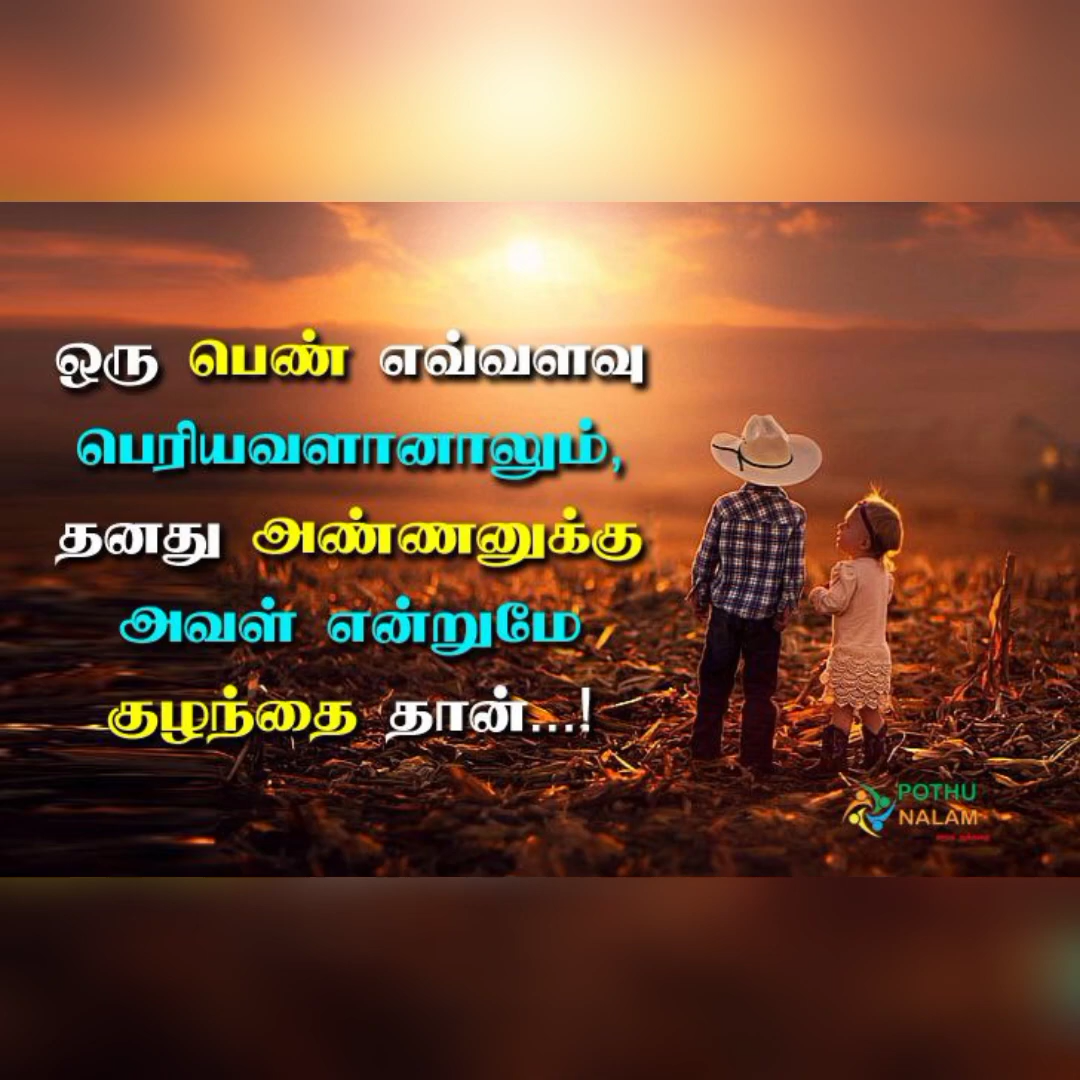 ஒரு பெண் எவ்வளவு
பெரியவளானாலும்,
தனது அண்ணனுக்கு
அவள் என்றுமே
குழந்தை தான்...!
POTHU
NALAM